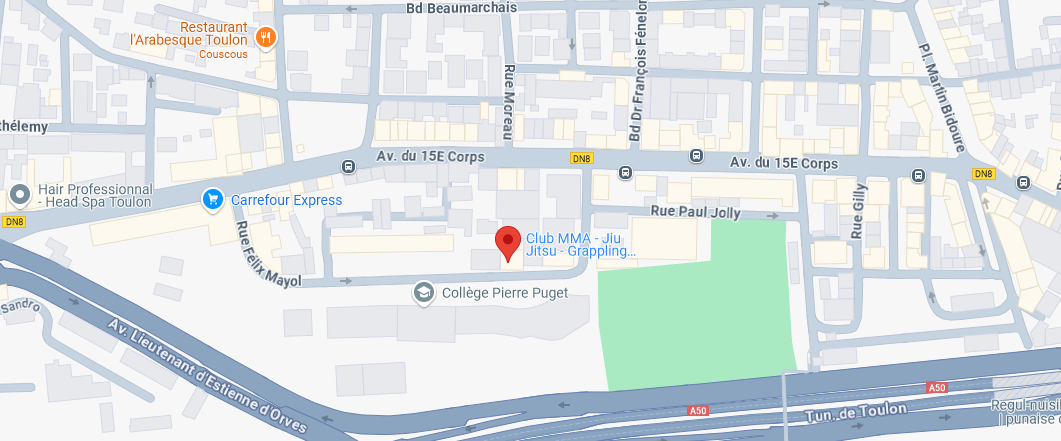 Bd Beaumarchais
Restaurant
l'Arabesque Toulon
Couscous
Rue Moreau
Bd Dr François Fénelon
Pl. Martin Bidouré
thélemy
Av. du 15E Corps
DN8
Av. du 15E Corps
DN8
Hair Professionnal
- Head Spa Toulon
Carrefour Express
DN8
Rue Paul Jolly
Rue Gilly
Rue Félix Mayol
Club MMA - Jiu
Jitsu - Grappling...
Collège Pierre Puget
Sandro
Av. Lieutenant d'Estienne d'Orves
A50
A50
Tun. de Toulon
Regul-nuisil
l punaise d